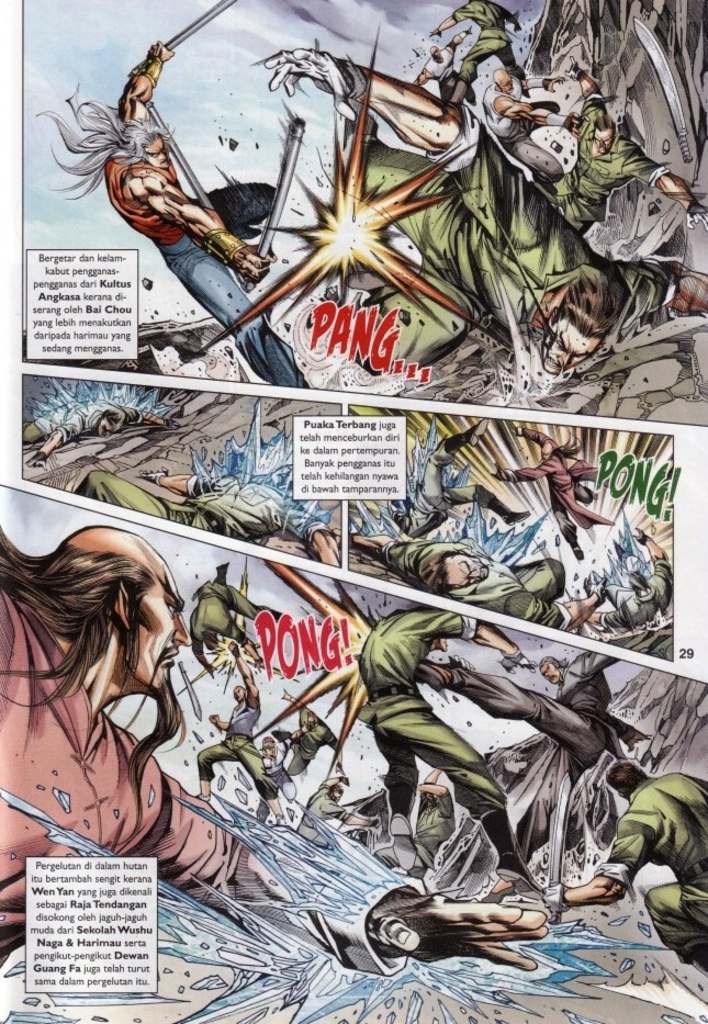 Bergetar dan kelam-
kabut pengganas-
pengganas dari Kultus
Angkasa kerana di-
serang oleh Bai Chou
yang lebih menakutkan
daripada harimau yang
sedang mengganas.
PANG...
Puaka Terbang juga
telah menceburkan diri
ke dalam pertempuran.
Banyak pengganas itu
telah kehilangan nyawa
di bawah tamparannya.
PONG!
29
PONG!
Pergelutan di dalam hutan
itu bertambah sengit kerana
Wen Yan yang juga dikenali
sebagai Raja Tendangan
disokong oleh jaguh-jaguh
muda dari Sekolah Wushu
Naga & Harimau serta
pengikut-pengikut Dewan
Guang Fa juga telah turut
sama dalam pergelutan itu.